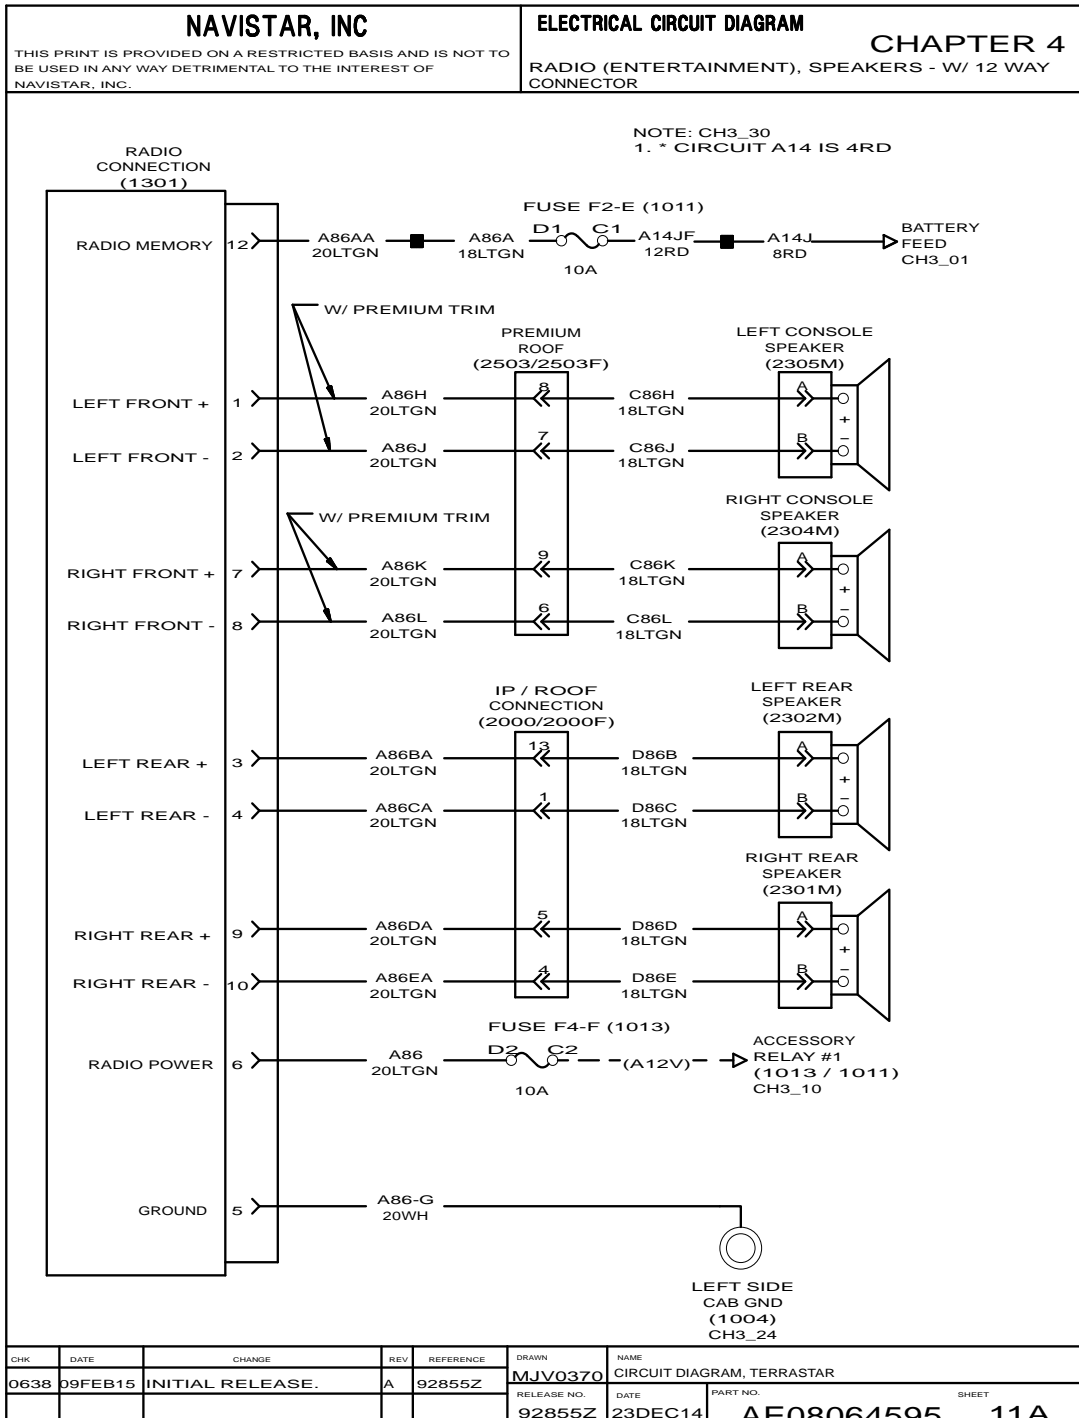 NAVISTAR, INC
THIS PRINT IS PROVIDED ON A RESTRICTED BASIS AND IS NOT TO
BE USED IN ANY WAY DETRIMENTAL TO THE INTEREST OF
NAVISTAR, INC.
ELECTRICAL CIRCUIT DIAGRAM
CHAPTER 4
RADIO (ENTERTAINMENT), SPEAKERS - W/ 12 WAY
CONNECTOR
NOTE: CH3_30
1. * CIRCUIT A14 IS 4RD
RADIO
CONNECTION
(1301)
FUSE F2-E (1011)
RADIO MEMORY 12 A86AA A86A D1 C1 A14JF A14J
20LTGN 18LTGN 10A 12RD 8RD
BATTERY
FEED
CH3_01
W/ PREMIUM TRIM
PREMIUM
ROOF
(2503/2503F)
LEFT CONSOLE
SPEAKER
(2305M)
LEFT FRONT + 1 A86H 8 C86H A
20LTGN 18LTGN
+
LEFT FRONT - 2 A86J 7 C86J B -
20LTGN 18LTGN
W/ PREMIUM TRIM
RIGHT CONSOLE
SPEAKER
(2304M)
RIGHT FRONT + 7 A86K 9 C86K A
20LTGN 18LTGN
+
RIGHT FRONT - 8 A86L 6 C86L B -
20LTGN 18LTGN
IP / ROOF
CONNECTION
(2000/2000F)
LEFT REAR
SPEAKER
(2302M)
LEFT REAR + 3 A86BA 13 D86B A
20LTGN 18LTGN
+
LEFT REAR - 4 A86CA 1 D86C B -
20LTGN 18LTGN
RIGHT REAR
SPEAKER
(2301M)
RIGHT REAR + 9 A86DA 5 D86D A
20LTGN 18LTGN
+
RIGHT REAR - 10 A86EA 4 D86E B -
20LTGN 18LTGN
FUSE F4-F (1013)
RADIO POWER 6 A86 D2 C2 (A12V)
20LTGN 10A
ACCESSORY
RELAY #1
(1013 / 1011)
CH3_10
GROUND 5 A86-G
20WH
LEFT SIDE
CAB GND
(1004)
CH3_24
CHK DATE CHANGE REV REFERENCE
0638 09FEB15 INITIAL RELEASE. A 92855Z
DRAWN
MJV0370
NAME
CIRCUIT DIAGRAM, TERRASTAR
RELEASE NO.
92855Z
DATE
23DEC14
PART NO.
AE08064595
SHEET
11A